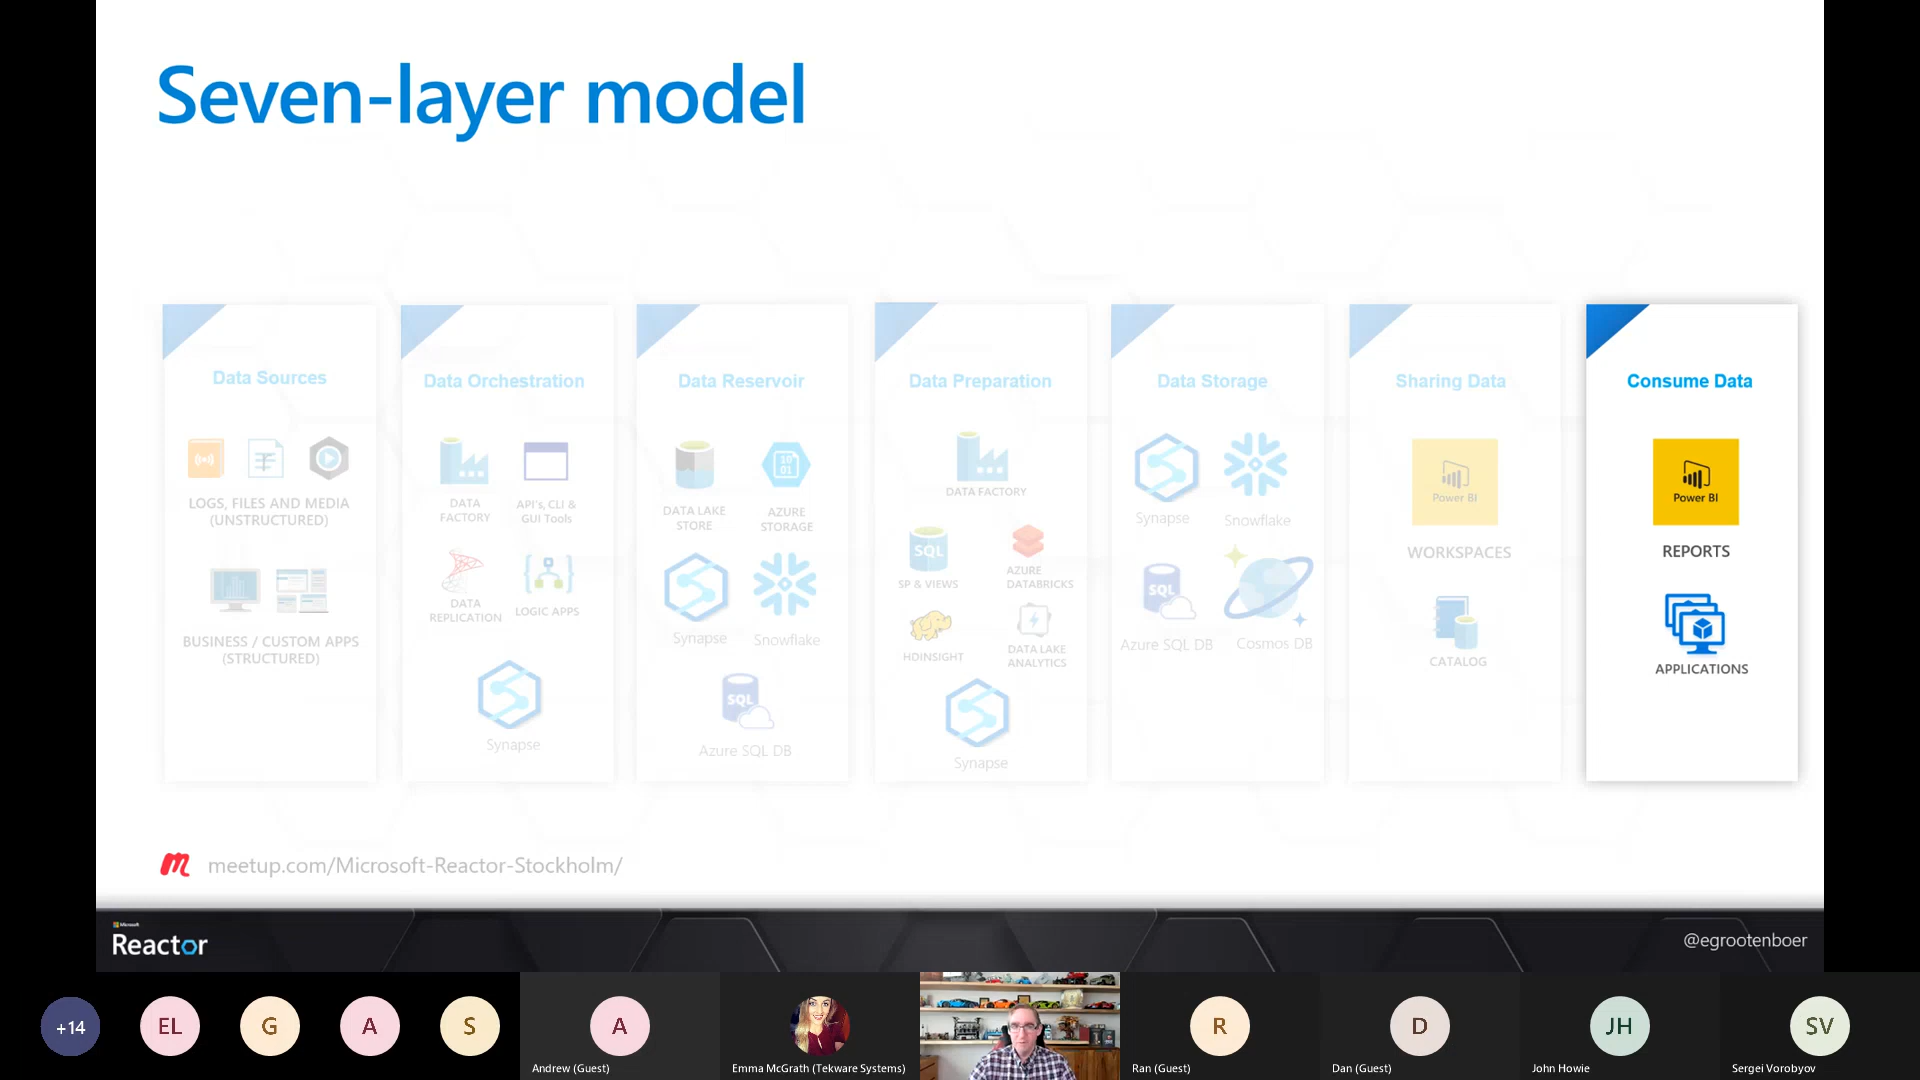 Seven-layer model
Data Sources
LOGS, FILES AND MEDIA
(UNSTRUCTURED)
BUSINESS / CUSTOM APPS
(STRUCTURED)
Data Orchestration
DATA
FACTORY
API's, CLI &
GUI Tools
DATA
REPLICATION
LOGIC APPS
Synapse
Data Reservoir
DATA LAKE
STORE
10
01
AZURE
STORAGE
Synapse
Snowflake
SQL
Azure SQL DB
Data Preparation
DATA FACTORY
SQL
SP & VIEWS
AZURE
DATABRICKS
HDINSIGHT
DATA LAKE
ANALYTICS
Synapse
Data Storage
Synapse
Snowflake
SQL
Azure SQL DB
Cosmos DB
Sharing Data
Power BI
WORKSPACES
CATALOG
Consume Data
Power BI
REPORTS
APPLICATIONS
meetup.com/Microsoft-Reactor-Stockholm/
Microsoft
Reactor
@egrootenboer
+14
EL
G
A
S
A
Andrew (Guest)
Emma McGrath (Tekware Systems)
R
Ran (Guest)
D
Dan (Guest)
JH
John Howie
SV
Sergei Vorobyov